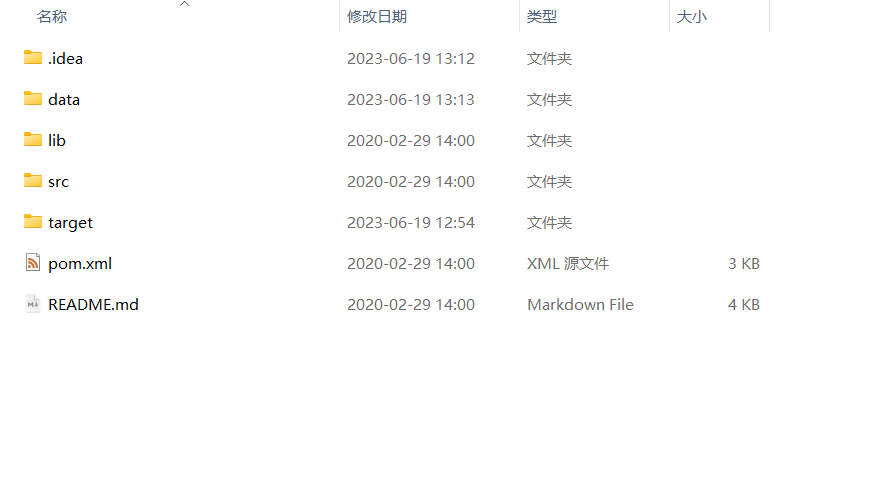 名称 修改日期 类型 大小
.idea 2023-06-19 13:12 文件夹
data 2023-06-19 13:13 文件夹
lib 2020-02-29 14:00 文件夹
src 2020-02-29 14:00 文件夹
target 2023-06-19 12:54 文件夹
pom.xml 2020-02-29 14:00 XML 源文件 3 KB
README.md 2020-02-29 14:00 Markdown File 4 KB